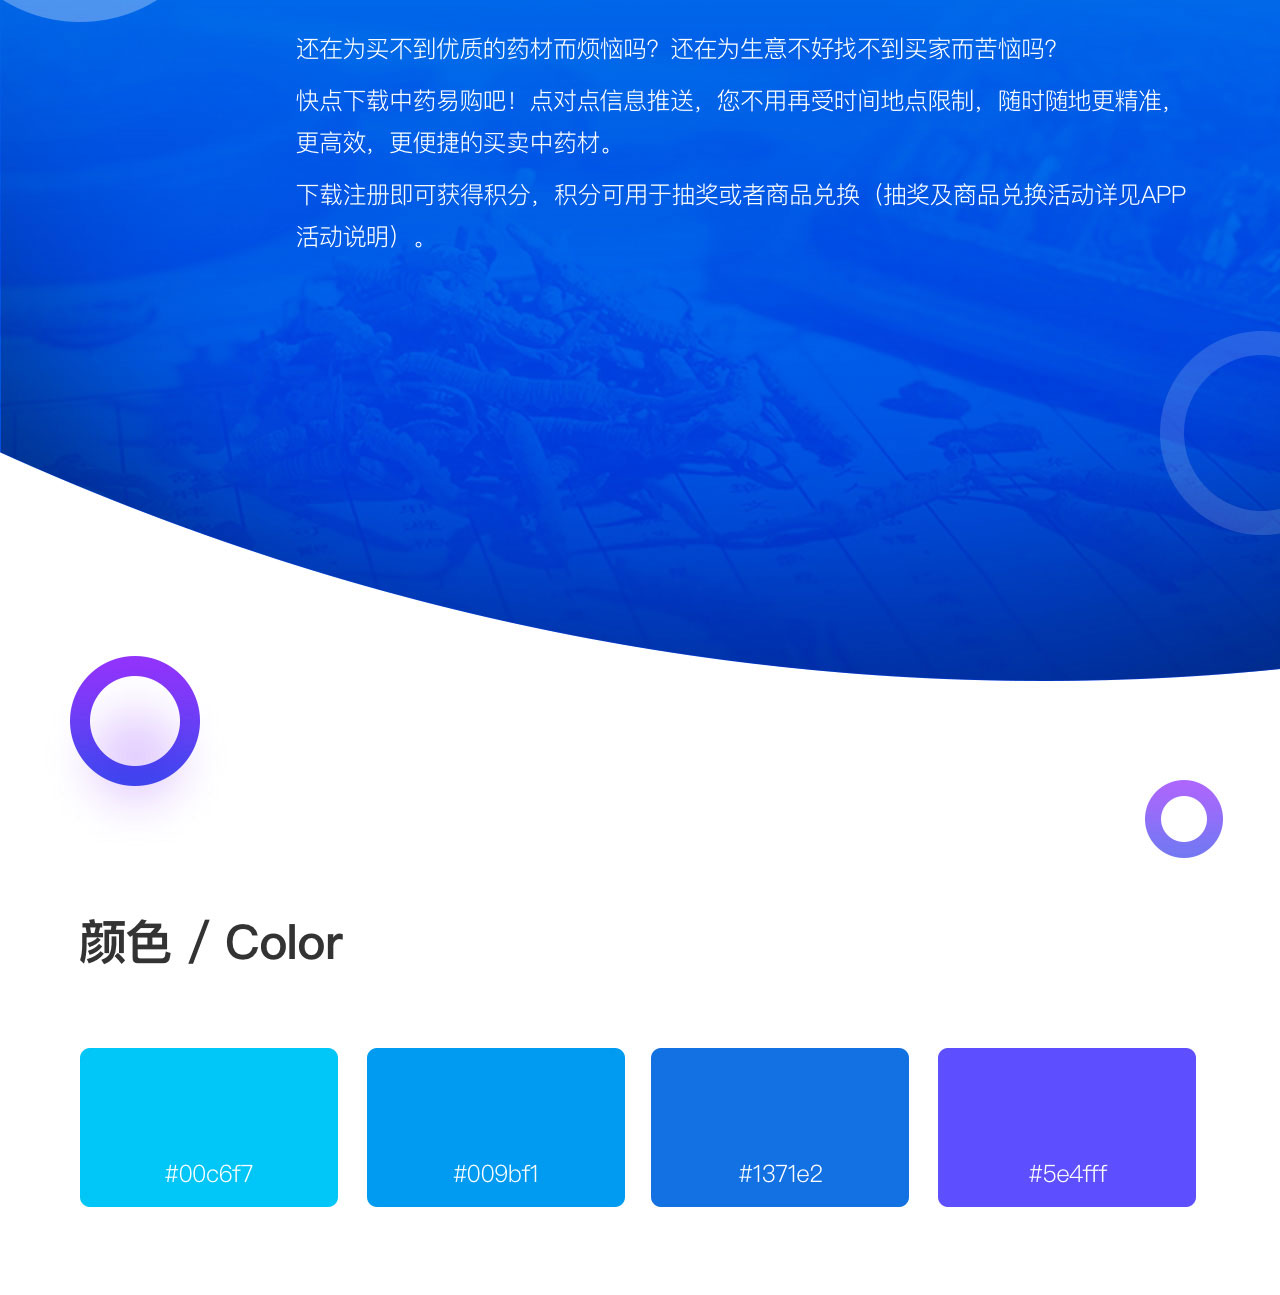 还在为买不到优质的药材而烦恼吗？还在为生意不好找不到买家而苦恼吗？
快点下载中药易购吧！点对点信息推送，您不用再受时间地点限制，随时随地更精准，
更高效，更便捷的买卖中药材。
下载注册即可获得积分，积分可用于抽奖或者商品兑换（抽奖及商品兑换活动详见APP
活动说明）。
颜色 / Color
#00c6f7
#009bf1
#1371e2
#5e4fff